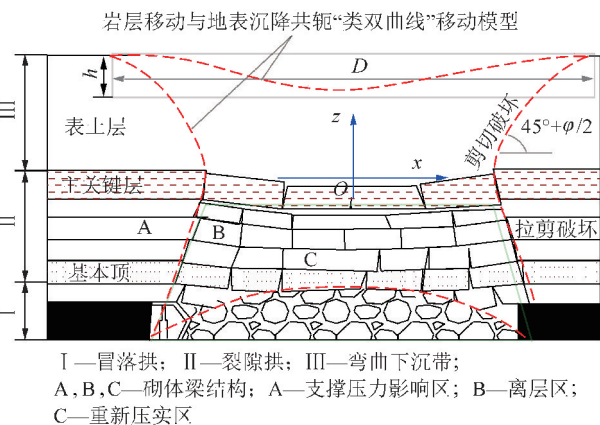 岩层移动与地表沉降共轭“类双曲线”移动模型
h
D
Ⅲ
表土层
z
剪切破坏
45°+φ/2
x
主关键层
O
Ⅱ
A
B
拉剪破坏
C
基本顶
Ⅰ
Ⅰ—冒落拱；Ⅱ—裂隙拱；Ⅲ—弯曲下沉带；
A，B，C—砌体梁结构；A—支撑压力影响区；B—离层区；
C—重新压实区